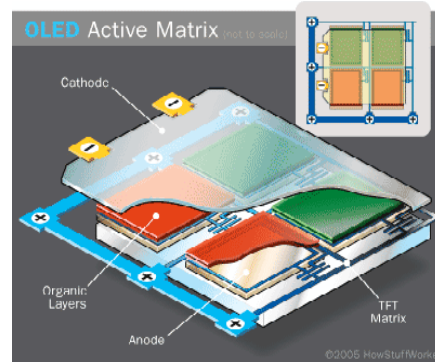 OLED Active Matrix (not to scale)
Cathode
Organic
Layers
Anode
TFT
Matrix
©2005 HowStuffWorks